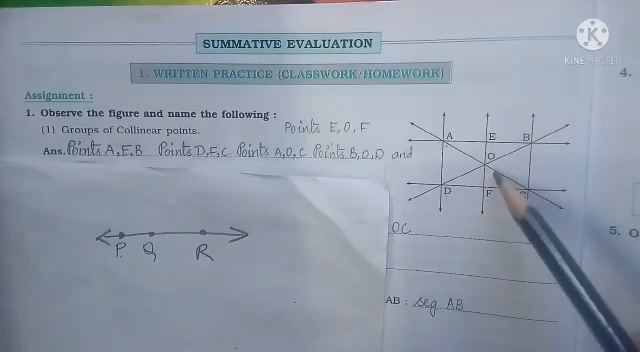 KINEMASTER
SUMMATIVE EVALUATION
1. WRITTEN PRACTICE (CLASSWORK/HOMEWORK)
4.
Assignment :
1. Observe the figure and name the following :
(1) Groups of Collinear points. Points E, O, F
Ans. Points A, E, B Points D, F, C Points A, O, C Points B, O, D and
A E B
O
D F C
P Q R
OC
5. O
AB : seg AB